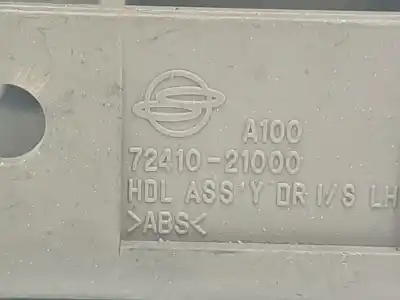 A100
72410-21000
HDL ASS'Y DR I/S LH
>ABS<